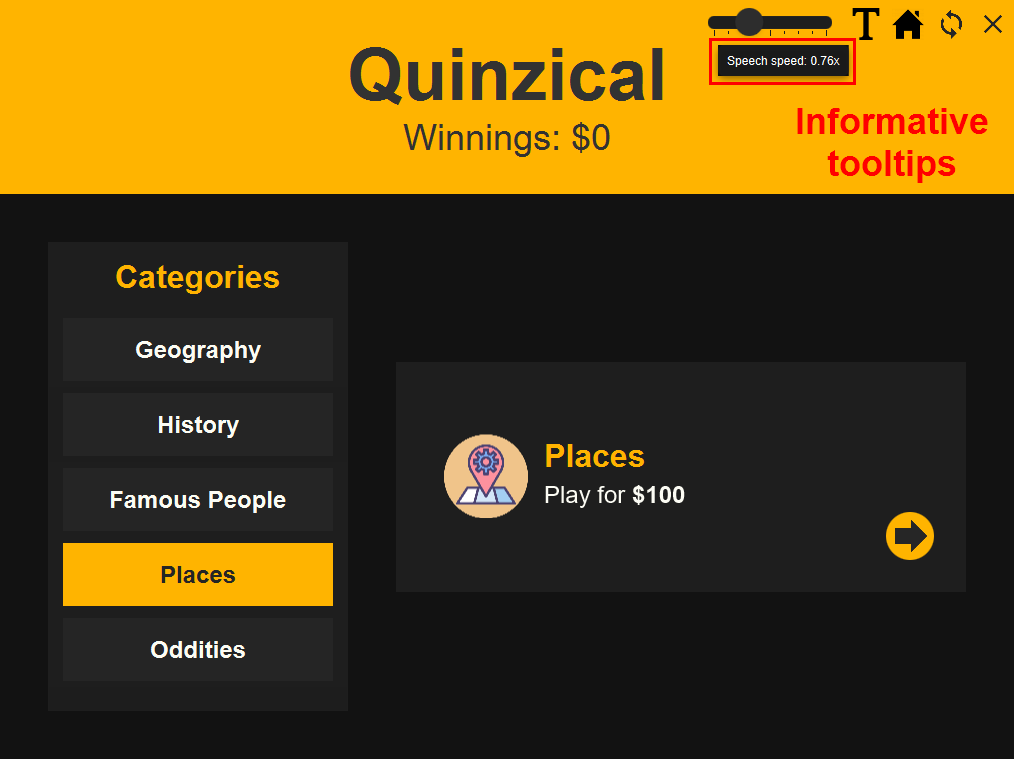 T
Quinzical
Speech speed: 0.76x
Winnings: $0
Informative
tooltips
Categories
Geography
History
Famous People
Places
Oddities
Places
Play for $100